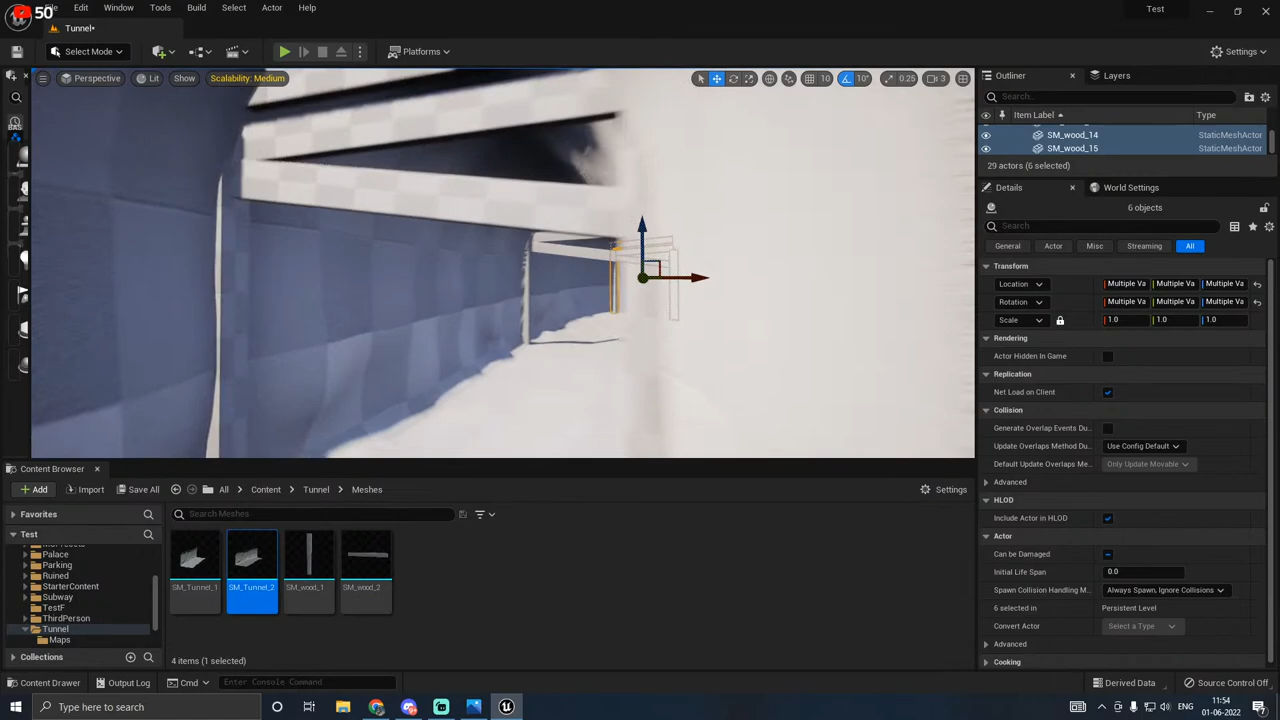 50
File Edit Window Tools Build Select Actor Help
Test
Tunnel*
Select Mode
Platforms
Settings
Perspective Lit Show Scalability: Medium
10 10° 0.25 3
Outliner Layers
Search...
Item Label Type
SM_wood_14 StaticMeshActor
SM_wood_15 StaticMeshActor
29 actors (6 selected)
Details World Settings
6 objects
Search
General Actor Misc Streaming All
Transform
Location Multiple Va Multiple Va Multiple Va
Rotation Multiple Va Multiple Va Multiple Va
Scale 1.0 1.0 1.0
Rendering
Actor Hidden In Game
Replication
Net Load on Client
Collision
Generate Overlap Events Du...
Update Overlaps Method Du... Use Config Default
Default Update Overlaps Me... Only Update Movable
Advanced
HLOD
Include Actor in HLOD
Actor
Can be Damaged
Initial Life Span 0.0
Spawn Collision Handling M... Always Spawn, Ignore Collisions
6 selected in Persistent Level
Convert Actor Select a Type
Advanced
Cooking
Content Browser
Add Import Save All All Content Tunnel Meshes Settings
Favorites
Search Meshes
Test
Palace
Parking
Ruined
StarterContent
Subway
TestF
ThirdPerson
Tunnel
Maps
Collections
SM_Tunnel_1 SM_Tunnel_2 SM_wood_1 SM_wood_2
4 items (1 selected)
Content Drawer Output Log Cmd Enter Console Command Derived Data Source Control Off
Type here to search
ENG
11:54
01-06-2022